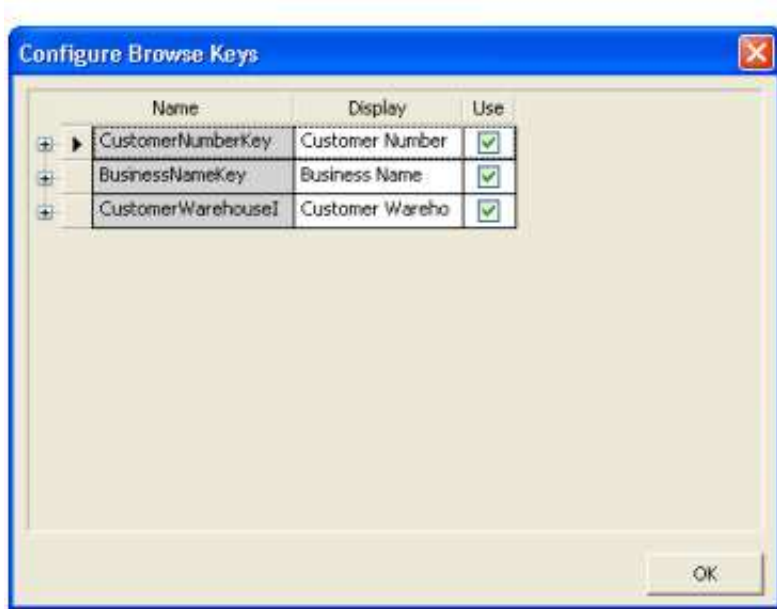 Configure Browse Keys
Name Display Use
CustomerNumberKey Customer Number
BusinessNameKey Business Name
CustomerWarehouseI Customer Wareho
OK